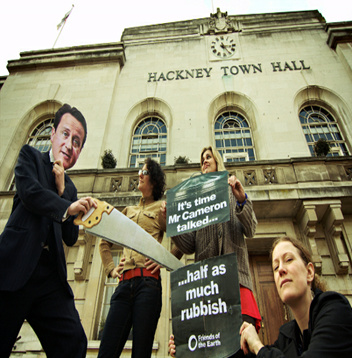 HACKNEY TOWN HALL
It's time
Mr Cameron
talked...
...half as
much
rubbish
Friends of
the Earth